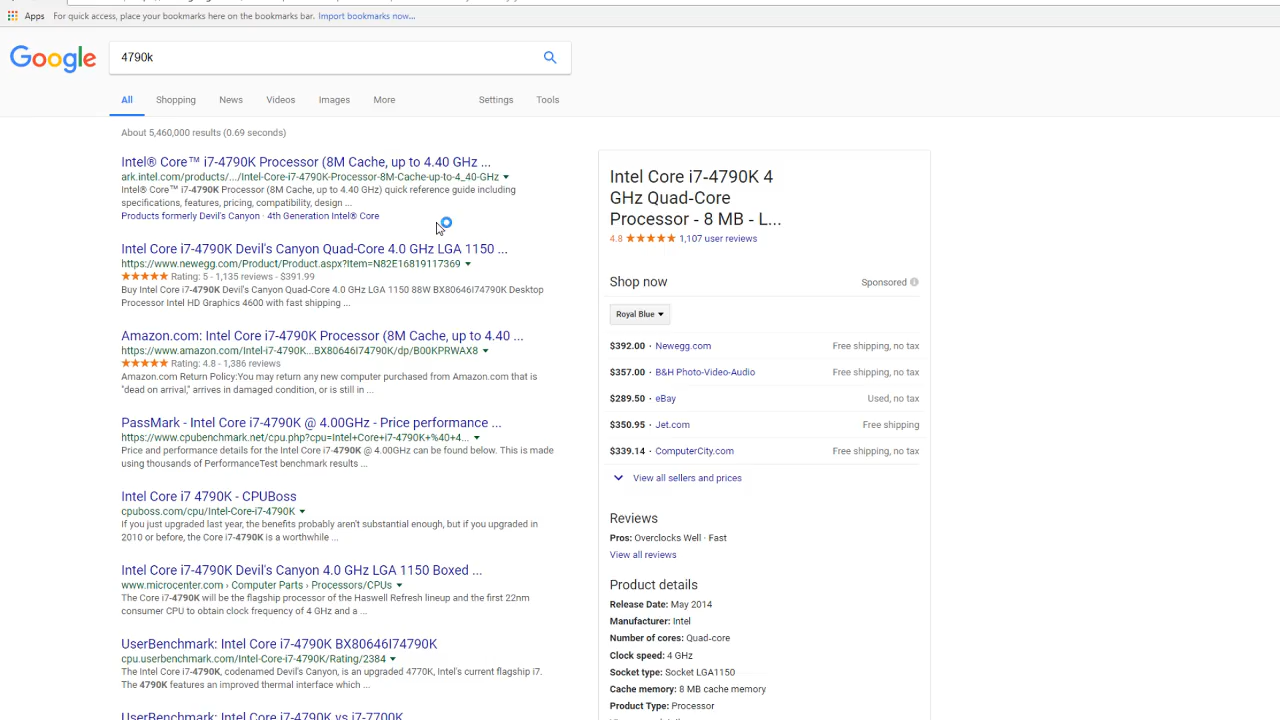 Apps For quick access, place your bookmarks here on the bookmarks bar. Import bookmarks now...
Google 4790k
All Shopping News Videos Images More Settings Tools
About 5,460,000 results (0.69 seconds)
Intel® Core™ i7-4790K Processor (8M Cache, up to 4.40 GHz ...
ark.intel.com/products/.../Intel-Core-i7-4790K-Processor-8M-Cache-up-to-4_40-GHz
Intel® Core™ i7-4790K Processor (8M Cache, up to 4.40 GHz) quick reference guide including
specifications, features, pricing, compatibility, design ...
Products formerly Devil's Canyon · 4th Generation Intel® Core
Intel Core i7-4790K Devil's Canyon Quad-Core 4.0 GHz LGA 1150 ...
https://www.newegg.com/Product/Product.aspx?Item=N82E16819117369
Rating: 5 - 1,135 reviews - $391.99
Buy Intel Core i7-4790K Devil's Canyon Quad-Core 4.0 GHz LGA 1150 88W BX80646I74790K Desktop
Processor Intel HD Graphics 4600 with fast shipping ...
Amazon.com: Intel Core i7-4790K Processor (8M Cache, up to 4.40 ...
https://www.amazon.com/Intel-i7-4790K...BX80646I74790K/dp/B00KPRWAX8
Rating: 4.8 - 1,386 reviews
Amazon.com Return Policy:You may return any new computer purchased from Amazon.com that is
"dead on arrival," arrives in damaged condition, or is still in ...
PassMark - Intel Core i7-4790K @ 4.00GHz - Price performance ...
https://www.cpubenchmark.net/cpu.php?cpu=Intel+Core+i7-4790K+%40+4...
Price and performance details for the Intel Core i7-4790K @ 4.00GHz can be found below. This is made
using thousands of PerformanceTest benchmark results ...
Intel Core i7 4790K - CPUBoss
cpuboss.com/cpu/Intel-Core-i7-4790K
If you just upgraded last year, the benefits probably aren't substantial enough, but if you upgraded in
2010 or before, the Core i7-4790K is a worthwhile ...
Intel Core i7-4790K Devil's Canyon 4.0 GHz LGA 1150 Boxed ...
www.microcenter.com › Computer Parts › Processors/CPUs
The Core i7-4790K will be the flagship processor of the Haswell Refresh lineup and the first 22nm
consumer CPU to obtain clock frequency of 4 GHz and a ...
UserBenchmark: Intel Core i7-4790K BX80646I74790K
cpu.userbenchmark.com/Intel-Core-i7-4790K/Rating/2384
The Intel Core i7-4790K, codenamed Devil's Canyon, is an upgraded 4770K, Intel's current flagship i7.
The 4790K features an improved thermal interface which ...
UserBenchmark: Intel Core i7-4790K vs i7-7700K
Intel Core i7-4790K 4
GHz Quad-Core
Processor - 8 MB - L...
4.8 1,107 user reviews
Shop now Sponsored
Royal Blue
$392.00 · Newegg.com Free shipping, no tax
$357.00 · B&H Photo-Video-Audio Free shipping, no tax
$289.50 · eBay Used, no tax
$350.95 · Jet.com Free shipping
$339.14 · ComputerCity.com Free shipping, no tax
View all sellers and prices
Reviews
Pros: Overclocks Well · Fast
View all reviews
Product details
Release Date: May 2014
Manufacturer: Intel
Number of cores: Quad-core
Clock speed: 4 GHz
Socket type: Socket LGA1150
Cache memory: 8 MB cache memory
Product Type: Processor